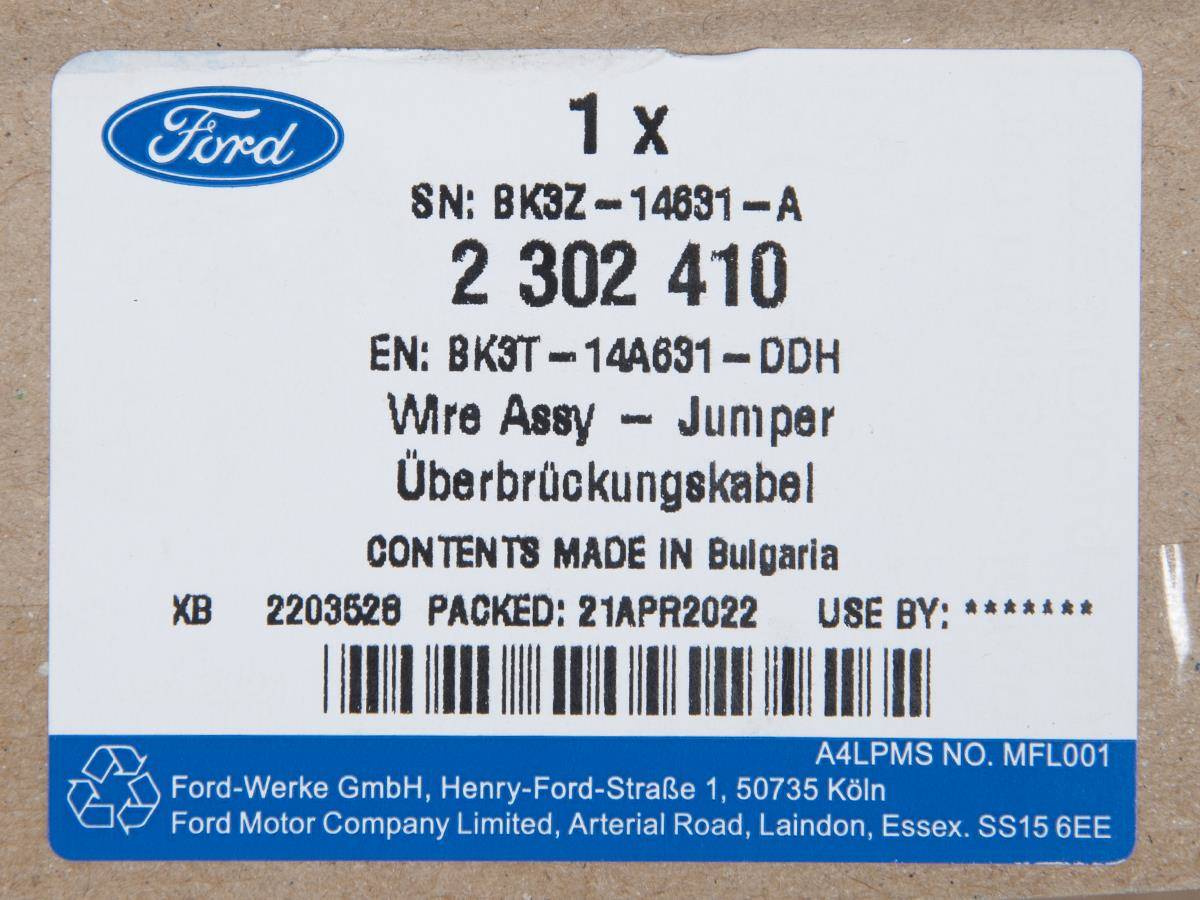 Ford
1 x
SN: BK3Z-14631-A
2 302 410
EN: BK3T-14A631-DDH
Wire Assy - Jumper
Überbrückungskabel
CONTENTS MADE IN Bulgaria
XB 2203528 PACKED: 21APR2022 USE BY: *******
A4LPMS NO. MFL001
Ford-Werke GmbH, Henry-Ford-Straße 1, 50735 Köln
Ford Motor Company Limited, Arterial Road, Laindon, Essex. SS15 6EE